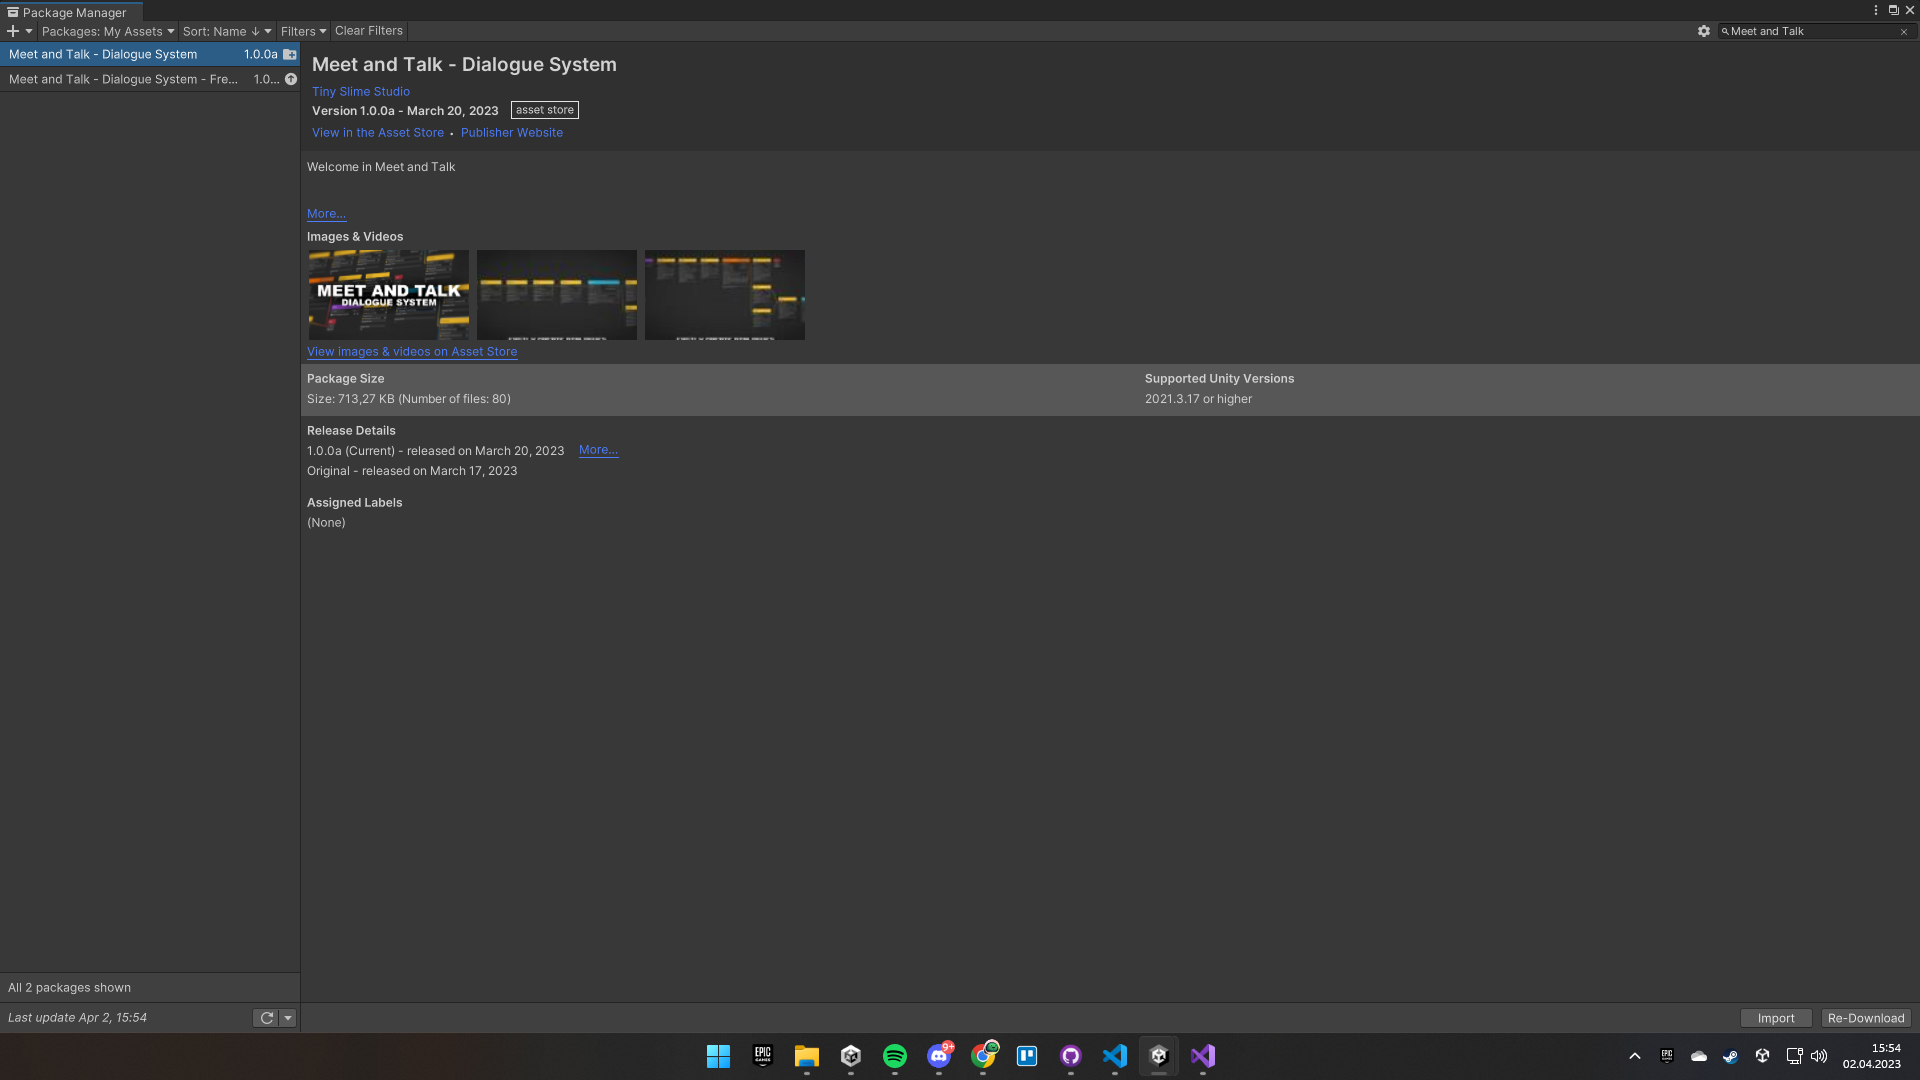 Package Manager
Packages: My Assets
Sort: Name ↓
Filters
Clear Filters
Meet and Talk
Meet and Talk - Dialogue System 1.0.0a
Meet and Talk - Dialogue System - Fre... 1.0...
Meet and Talk - Dialogue System
Tiny Slime Studio
Version 1.0.0a - March 20, 2023 asset store
View in the Asset Store • Publisher Website
Welcome in Meet and Talk
More...
Images & Videos
MEET AND TALK
DIALOGUE SYSTEM
View images & videos on Asset Store
Package Size
Size: 713,27 KB (Number of files: 80)
Supported Unity Versions
2021.3.17 or higher
Release Details
1.0.0a (Current) - released on March 20, 2023 More...
Original - released on March 17, 2023
Assigned Labels
(None)
All 2 packages shown
Last update Apr 2, 15:54
Import
Re-Download
EPIC GAMES
9+
15:54
02.04.2023